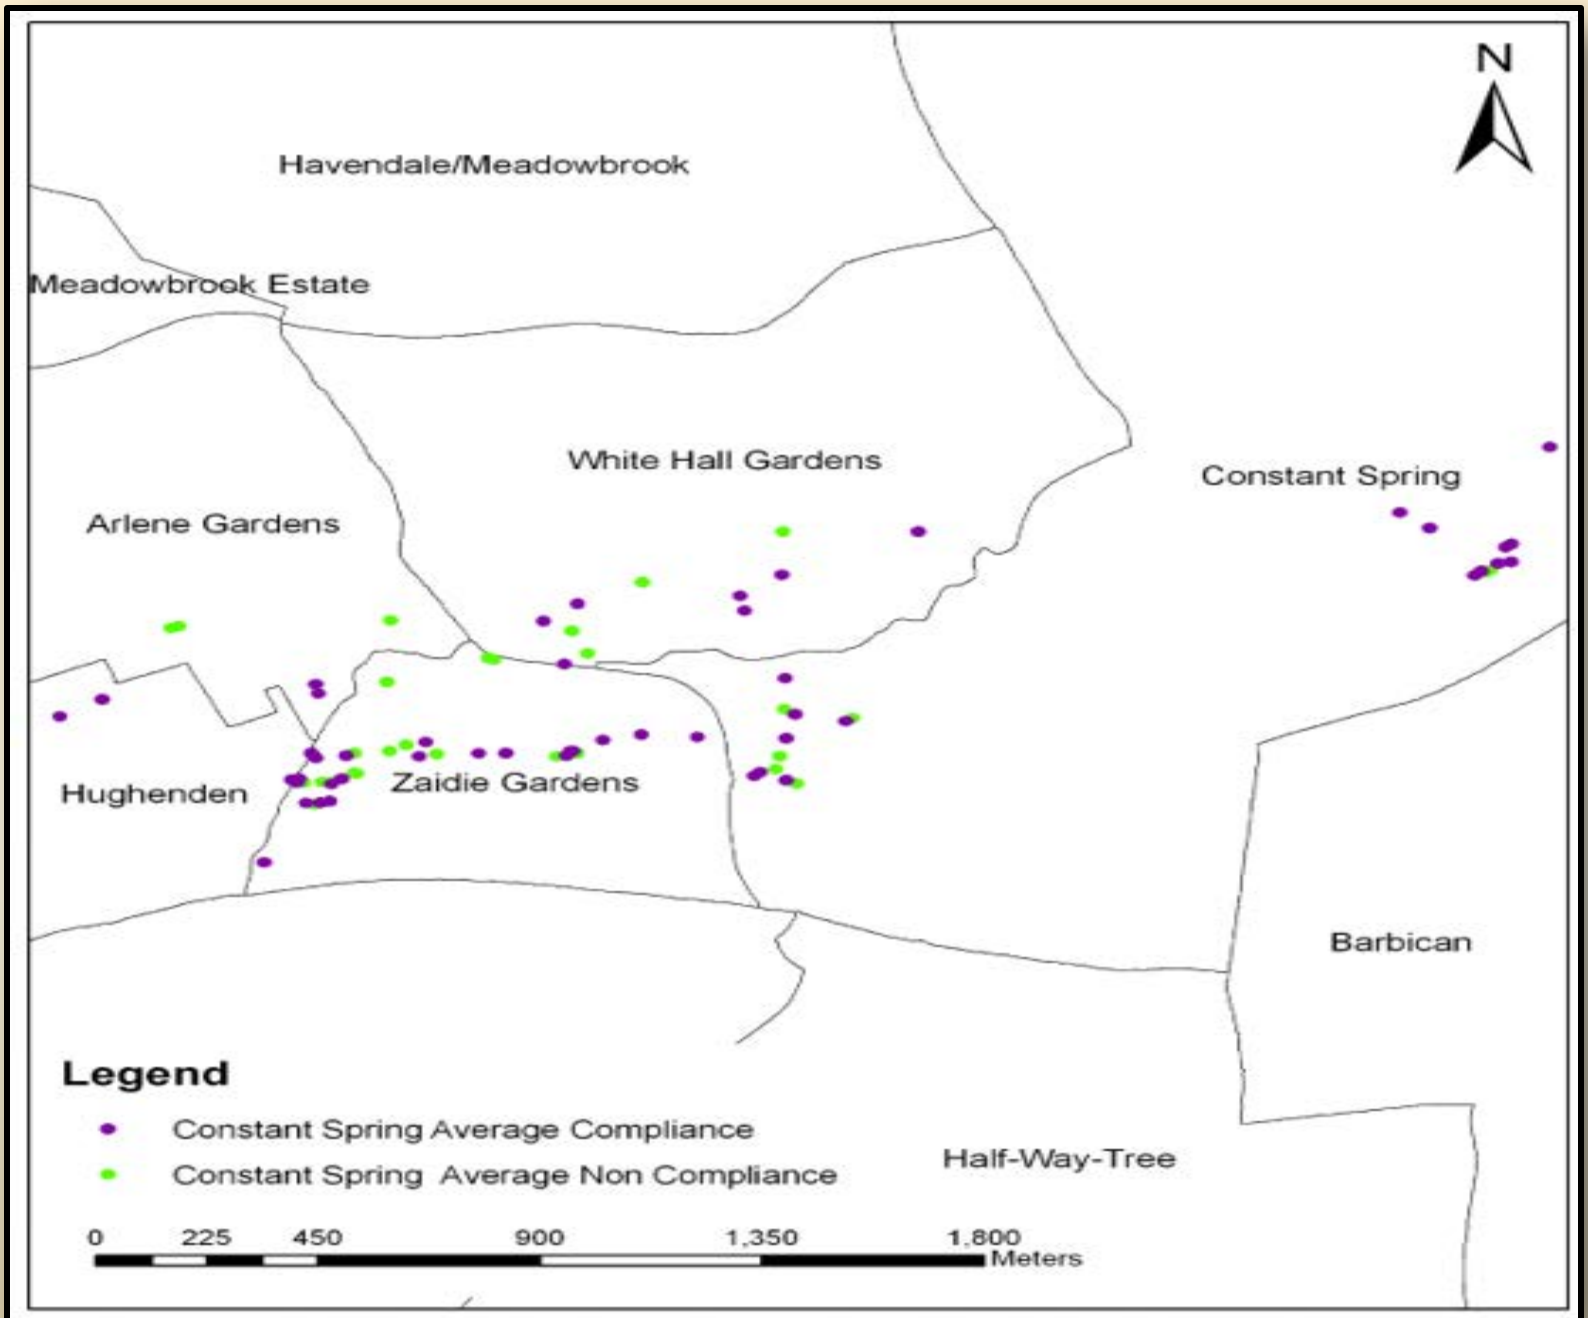 N
Havendale/Meadowbrook
Meadowbrook Estate
White Hall Gardens
Constant Spring
Arlene Gardens
Zaidie Gardens
Hughenden
Barbican
Legend
Constant Spring Average Compliance
Half-Way-Tree
Constant Spring Average Non Compliance
0 225 450 900 1,350 1,800
Meters